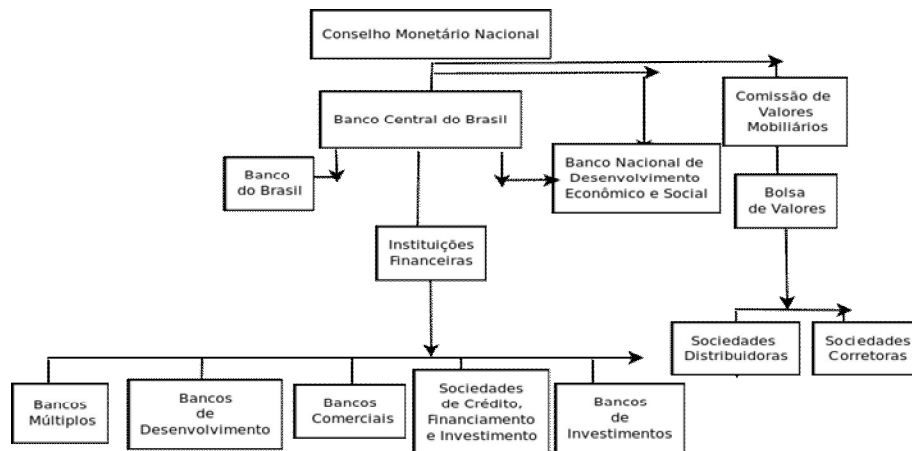 Conselho Monetário Nacional
Banco Central do Brasil
Comissão de
Valores
Mobiliários
Banco
do Brasil
Banco Nacional de
Desenvolvimento
Econômico e Social
Bolsa
de Valores
Instituições
Financeiras
Sociedades
Distribuidoras
Sociedades
Corretoras
Bancos
Múltiplos
Bancos
de
Desenvolvimento
Bancos
Comerciais
Sociedades
de Crédito,
Financiamento
e Investimento
Bancos
de
Investimentos